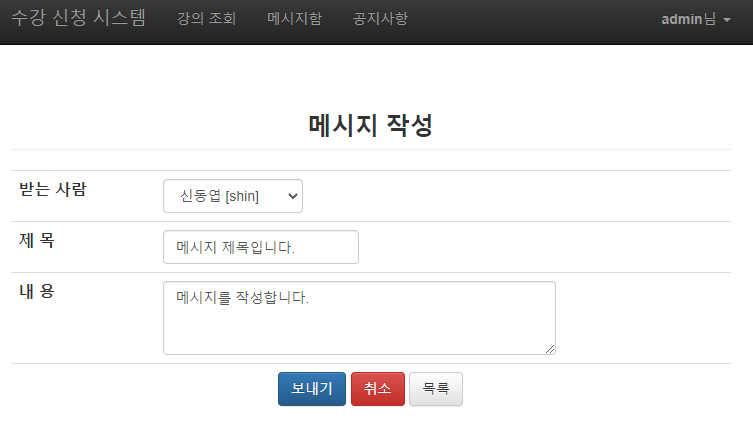 수강 신청 시스템 강의 조회 메시지함 공지사항 admin님
메시지 작성
받는 사람 신동엽 [shin]
제 목 메시지 제목입니다.
내 용 메시지를 작성합니다.
보내기 취소 목록